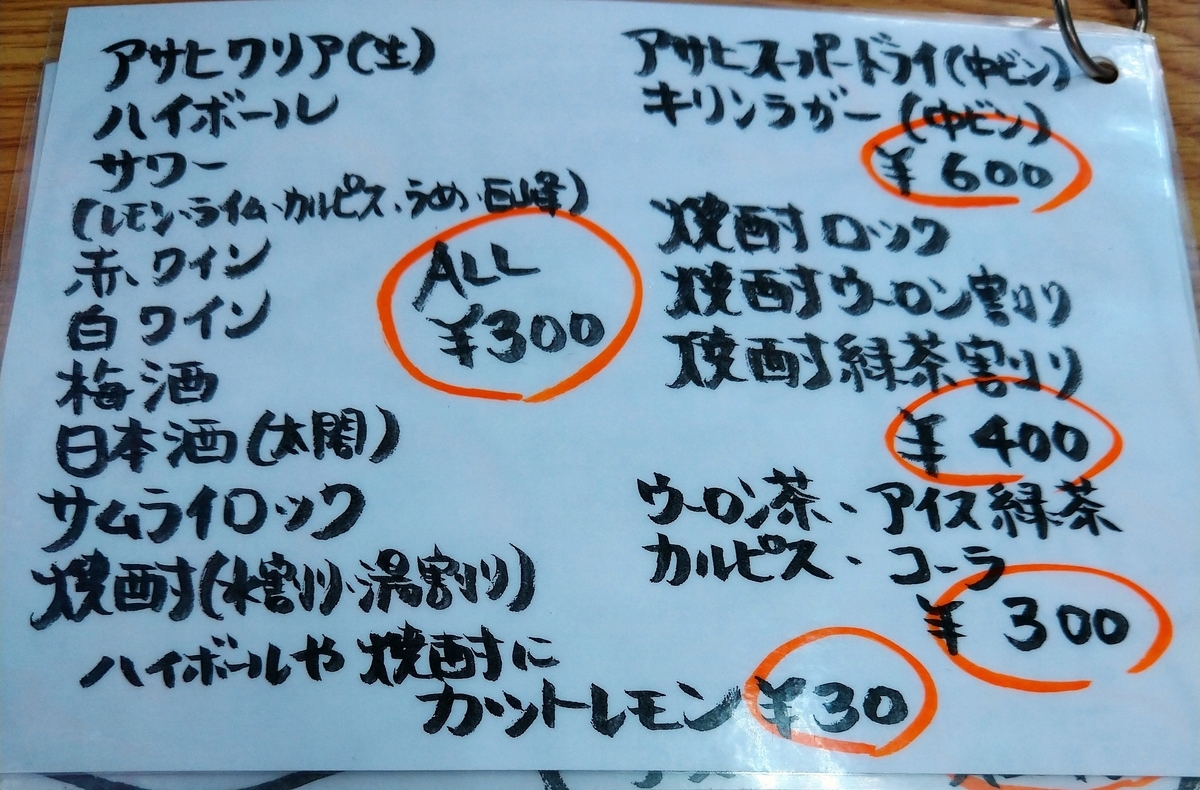 アサヒクリア(生)
ハイボール
サワー
(レモン・ライム・カルピス・うめ・巨峰)
赤ワイン
白ワイン
梅酒
日本酒(太閤)
サムライロック
焼酎(水割り・湯割り)
ALL
¥300
ハイボールや焼酎に
カットレモン ¥30
アサヒスーパードライ(中ビン)
キリンラガー(中ビン)
¥600
焼酎ロック
焼酎ウーロン割り
焼酎緑茶割り
¥400
ウーロン茶、アイス緑茶
カルピス・コーラ
¥300